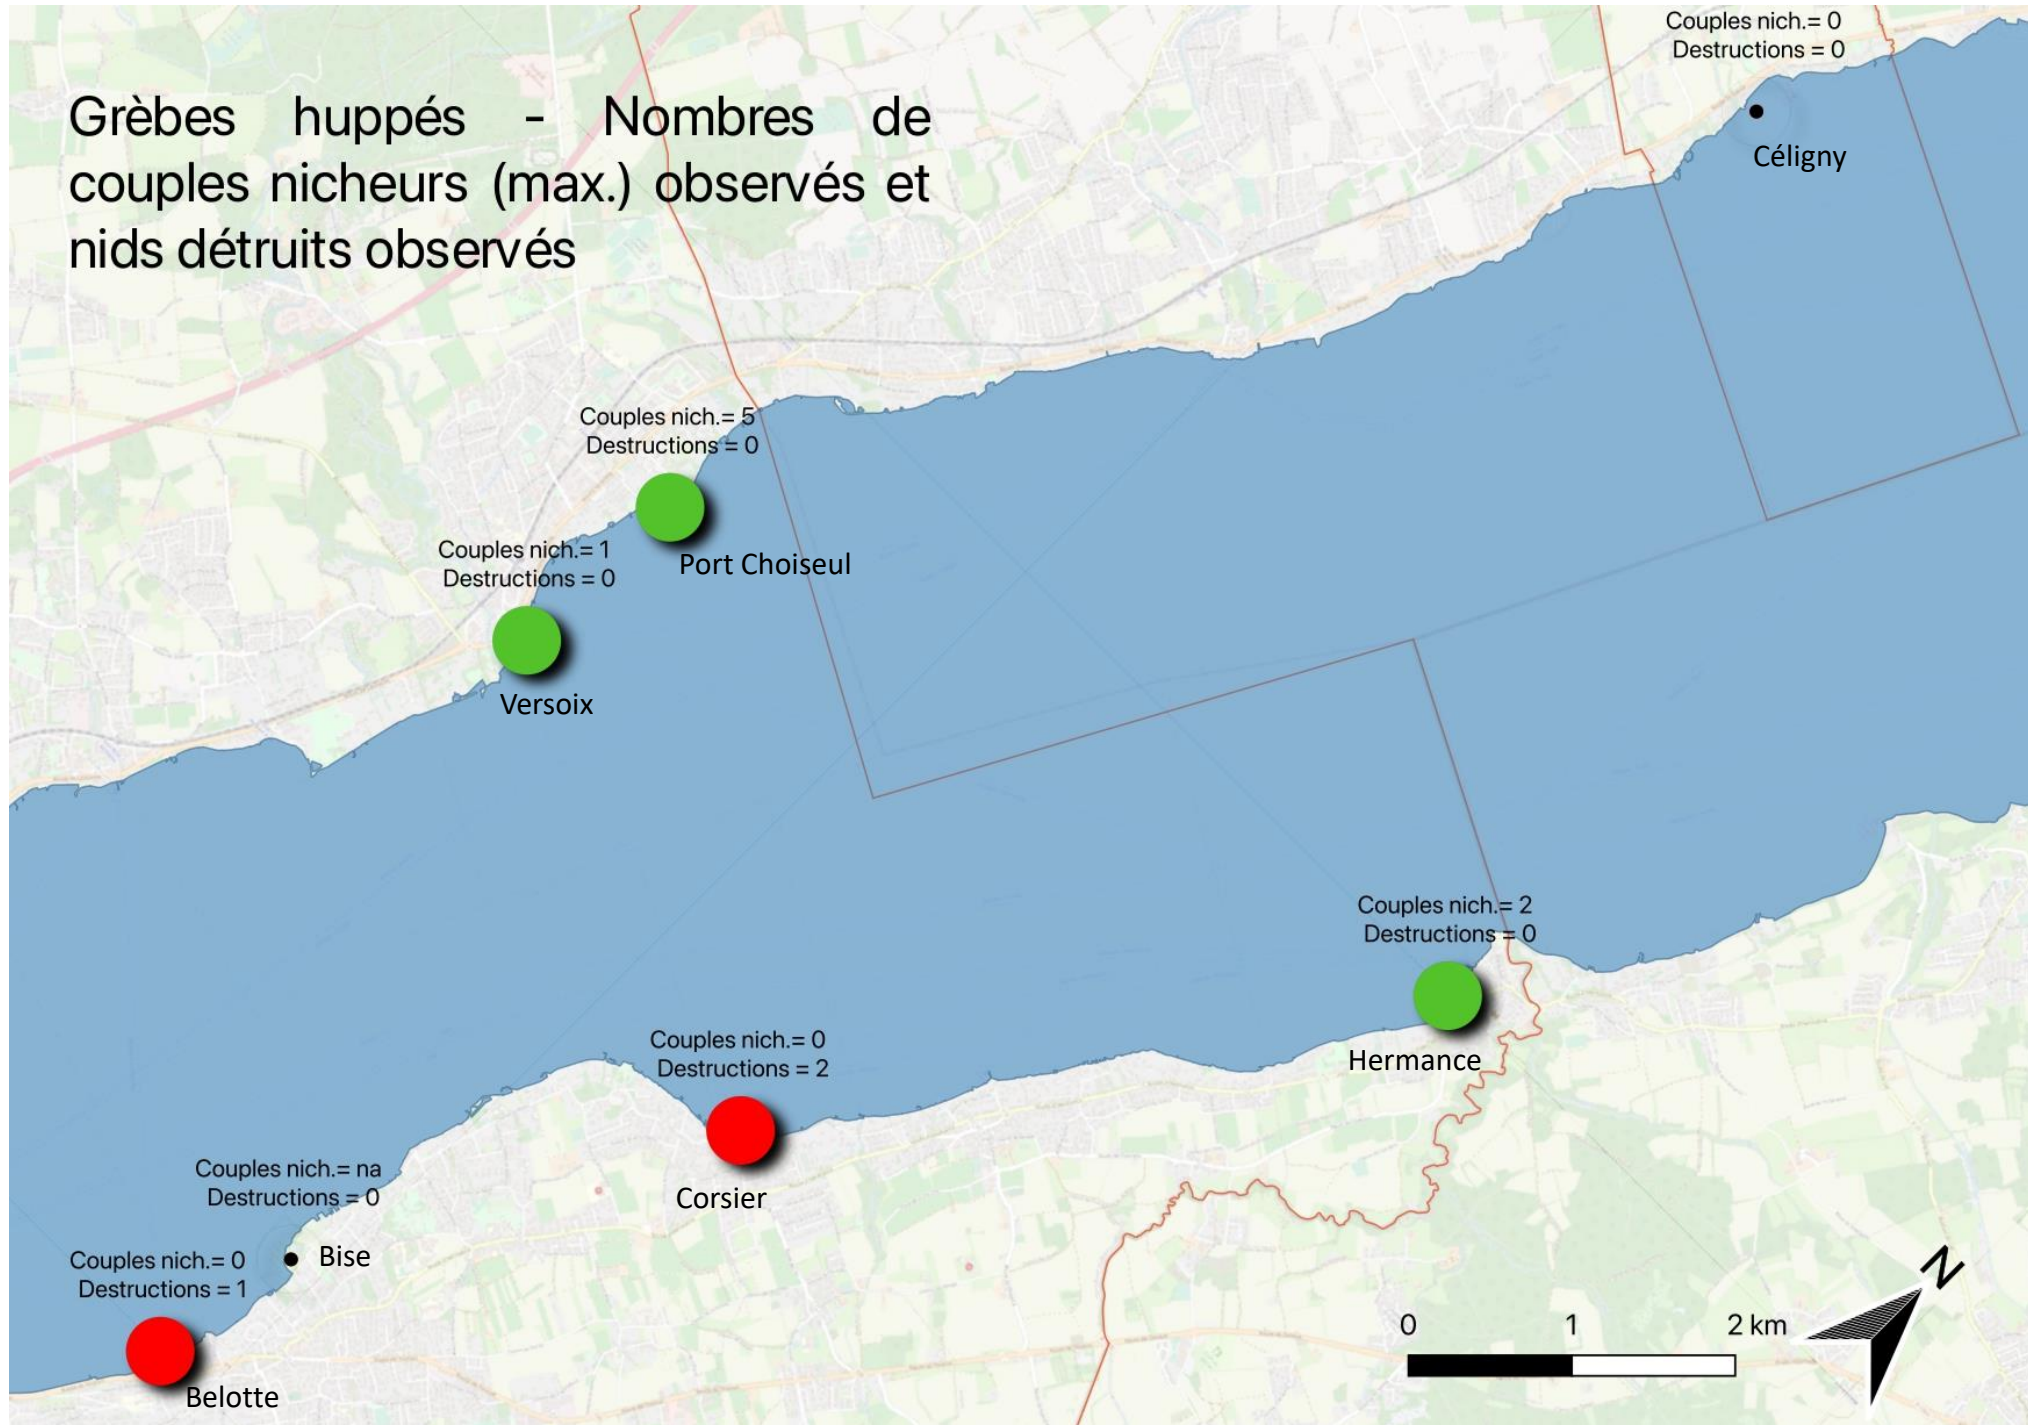 Couples nich.= 0
Destructions = 0
Grèbes huppés - Nombres de
couples nicheurs (max.) observés et
nids détruits observés
Céligny
Couples nich.= 5
Destructions = 0
Port Choiseul
Couples nich.= 1
Destructions = 0
Versoix
Couples nich.= 2
Destructions = 0
Hermance
Couples nich.= 0
Destructions = 2
Corsier
Couples nich.= na
Destructions = 0
Bise
Couples nich.= 0
Destructions = 1
Belotte
N
0 1 2 km